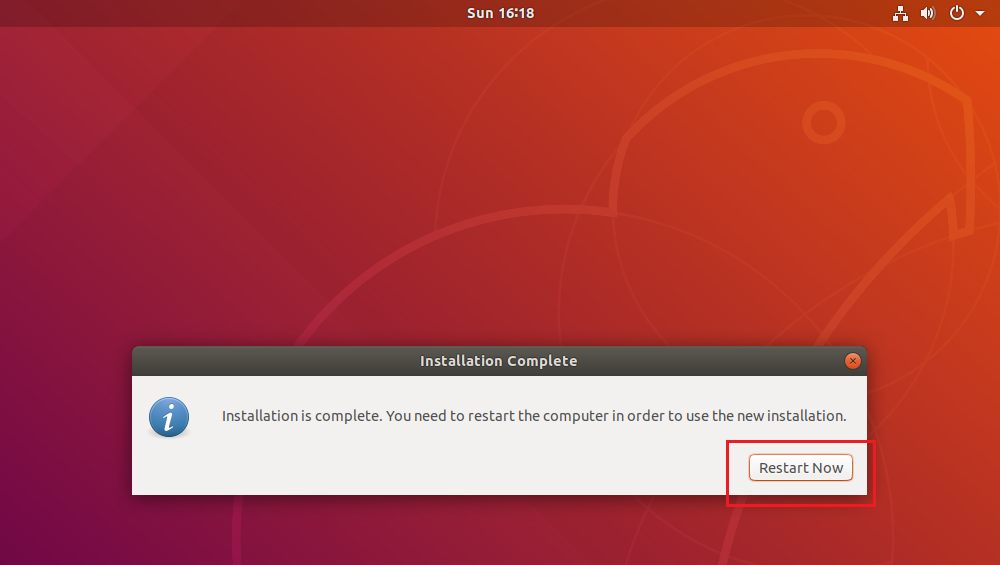 Sun 16:18
Installation Complete
Installation is complete. You need to restart the computer in order to use the new installation.
Restart Now